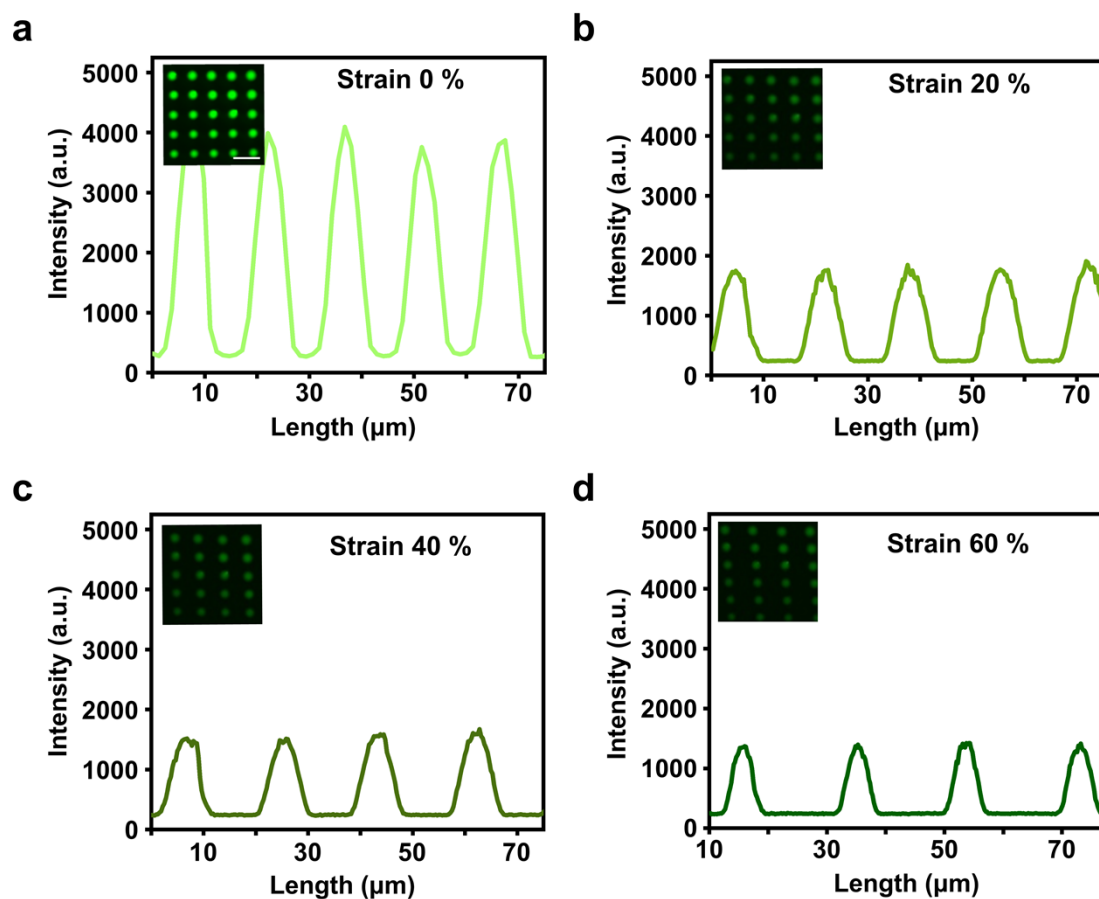 a
5000
4000
3000
2000
1000
0
Intensity (a.u.)
Strain 0 %
10
30
50
70
Length (µm)
b
5000
4000
3000
2000
1000
0
Intensity (a.u.)
Strain 20 %
10
30
50
70
Length (µm)
c
5000
4000
3000
2000
1000
0
Intensity (a.u.)
Strain 40 %
10
30
50
70
Length (µm)
d
5000
4000
3000
2000
1000
0
Intensity (a.u.)
Strain 60 %
10
30
50
70
Length (µm)